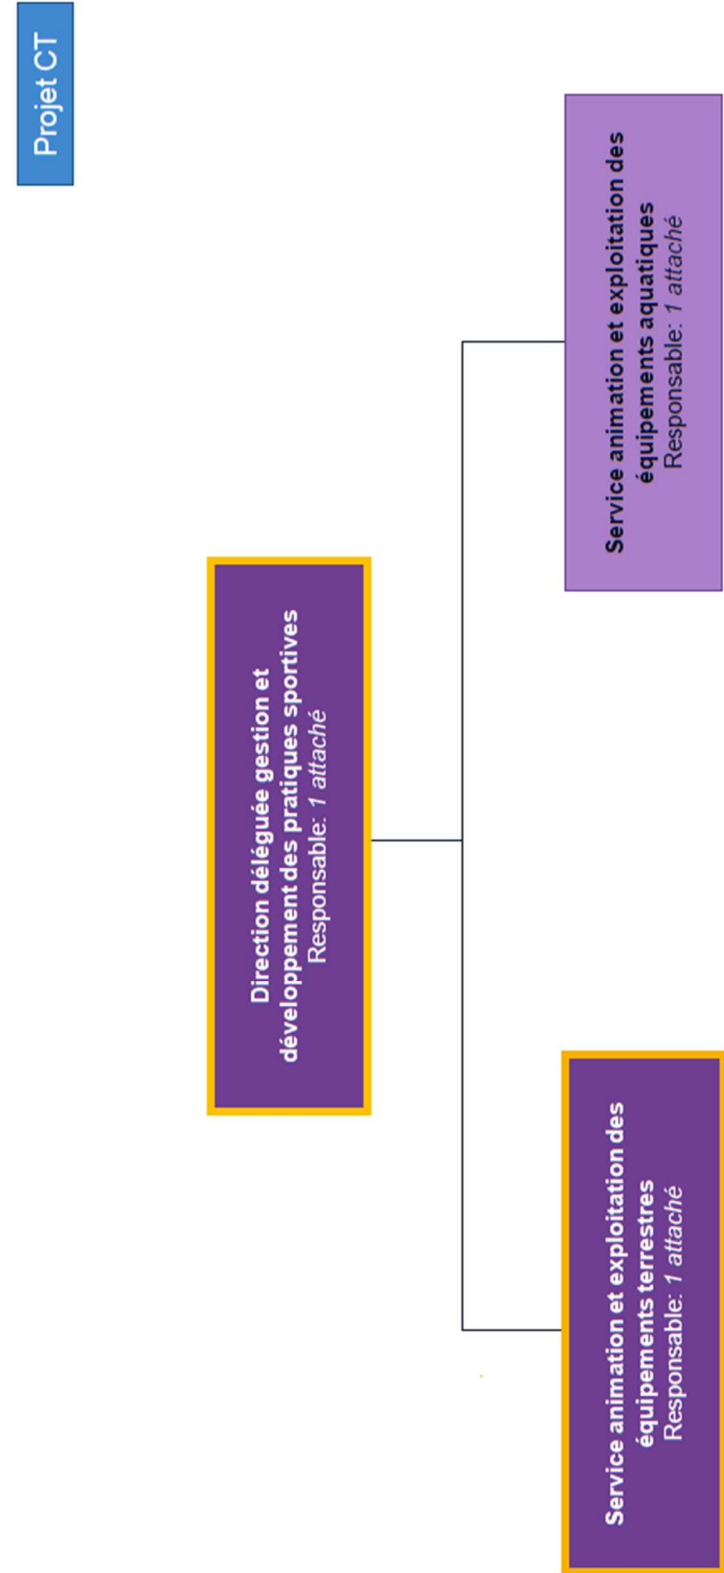 Projet CT
Direction déléguée gestion et
développement des pratiques sportives
Responsable: 1 attaché
Service animation et exploitation des
équipements terrestres
Responsable: 1 attaché
Service animation et exploitation des
équipements aquatiques
Responsable: 1 attaché